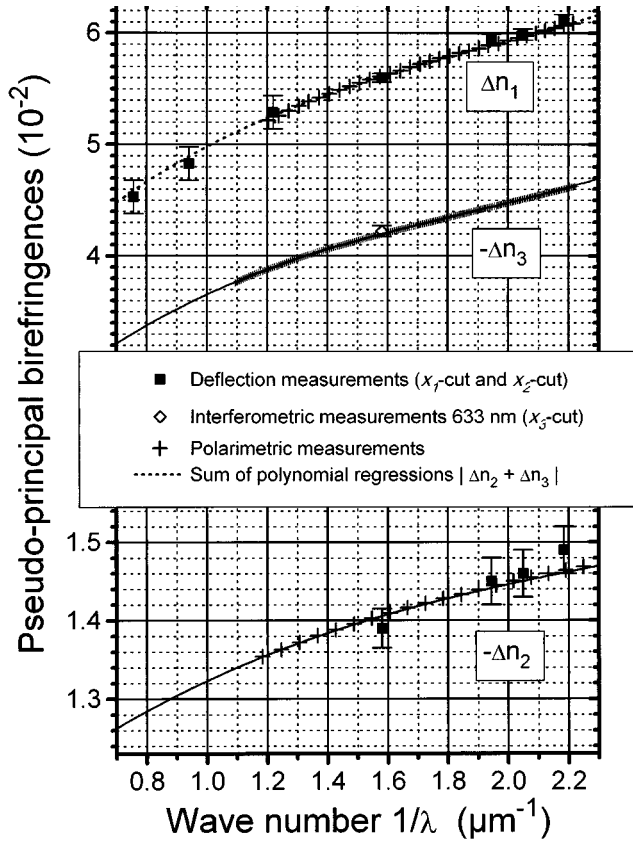 Pseudo-principal birefringences (10⁻²)
6
5
4
Δn₁
-Δn₃
■ Deflection measurements (x₁-cut and x₂-cut)
◇ Interferometric measurements 633 nm (x₃-cut)
+ Polarimetric measurements
----- Sum of polynomial regressions | Δn₂ + Δn₃ |
1.5
1.4
1.3
-Δn₂
0.8 1.0 1.2 1.4 1.6 1.8 2.0 2.2
Wave number 1/λ (µm⁻¹)